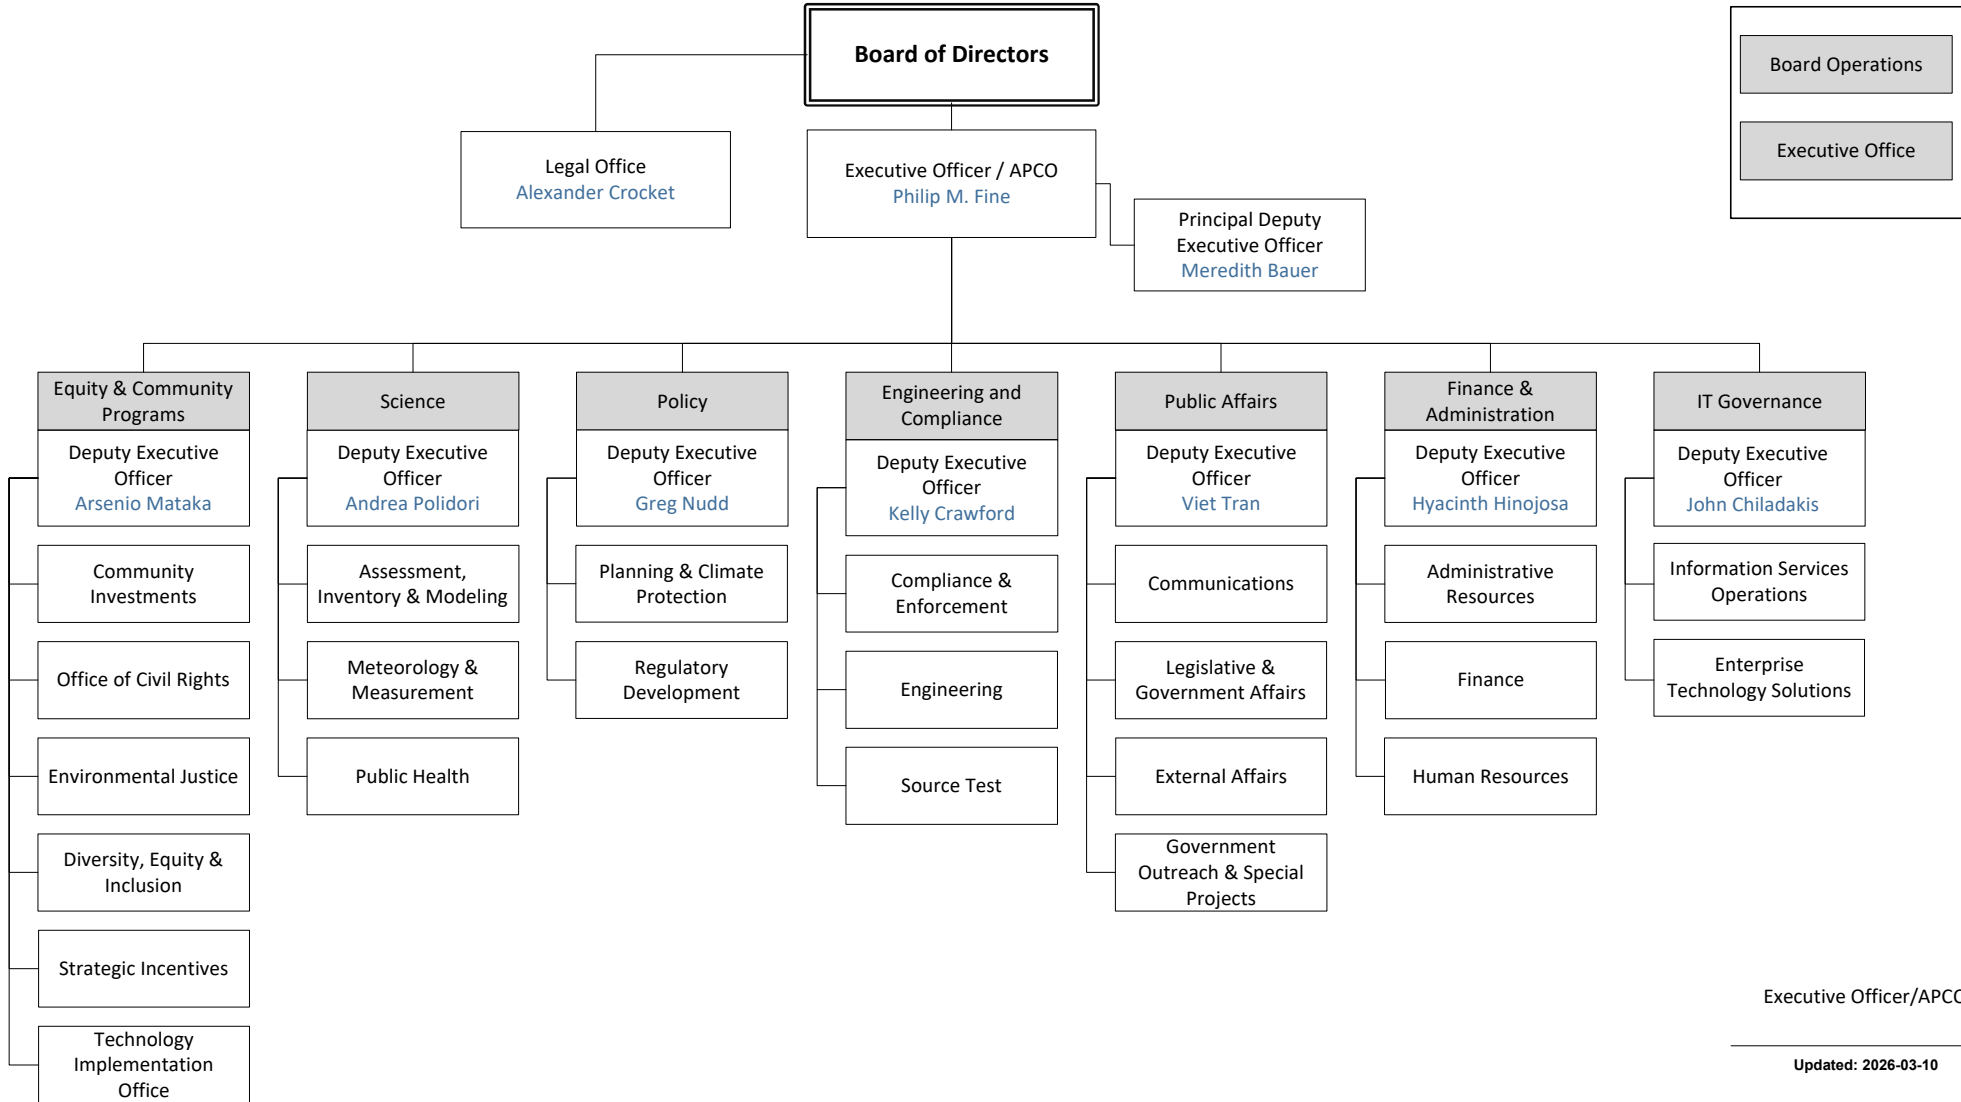 Board of Directors
Board Operations
Executive Office
Legal Office
Alexander Crocket
Executive Officer / APCO
Philip M. Fine
Principal Deputy
Executive Officer
Meredith Bauer
Equity & Community
Programs
Deputy Executive
Officer
Arsenio Mataka
Community
Investments
Office of Civil Rights
Environmental Justice
Diversity, Equity &
Inclusion
Strategic Incentives
Technology
Implementation
Office
Science
Deputy Executive
Officer
Andrea Polidori
Assessment,
Inventory & Modeling
Meteorology &
Measurement
Public Health
Policy
Deputy Executive
Officer
Greg Nudd
Planning & Climate
Protection
Regulatory
Development
Engineering and
Compliance
Deputy Executive
Officer
Kelly Crawford
Compliance &
Enforcement
Engineering
Source Test
Public Affairs
Deputy Executive
Officer
Viet Tran
Communications
Legislative &
Government Affairs
External Affairs
Government
Outreach & Special
Projects
Finance &
Administration
Deputy Executive
Officer
Hyacinth Hinojosa
Administrative
Resources
Finance
Human Resources
IT Governance
Deputy Executive
Officer
John Chiladakis
Information Services
Operations
Enterprise
Technology Solutions
Executive Officer/APCO
Updated: 2026-03-10